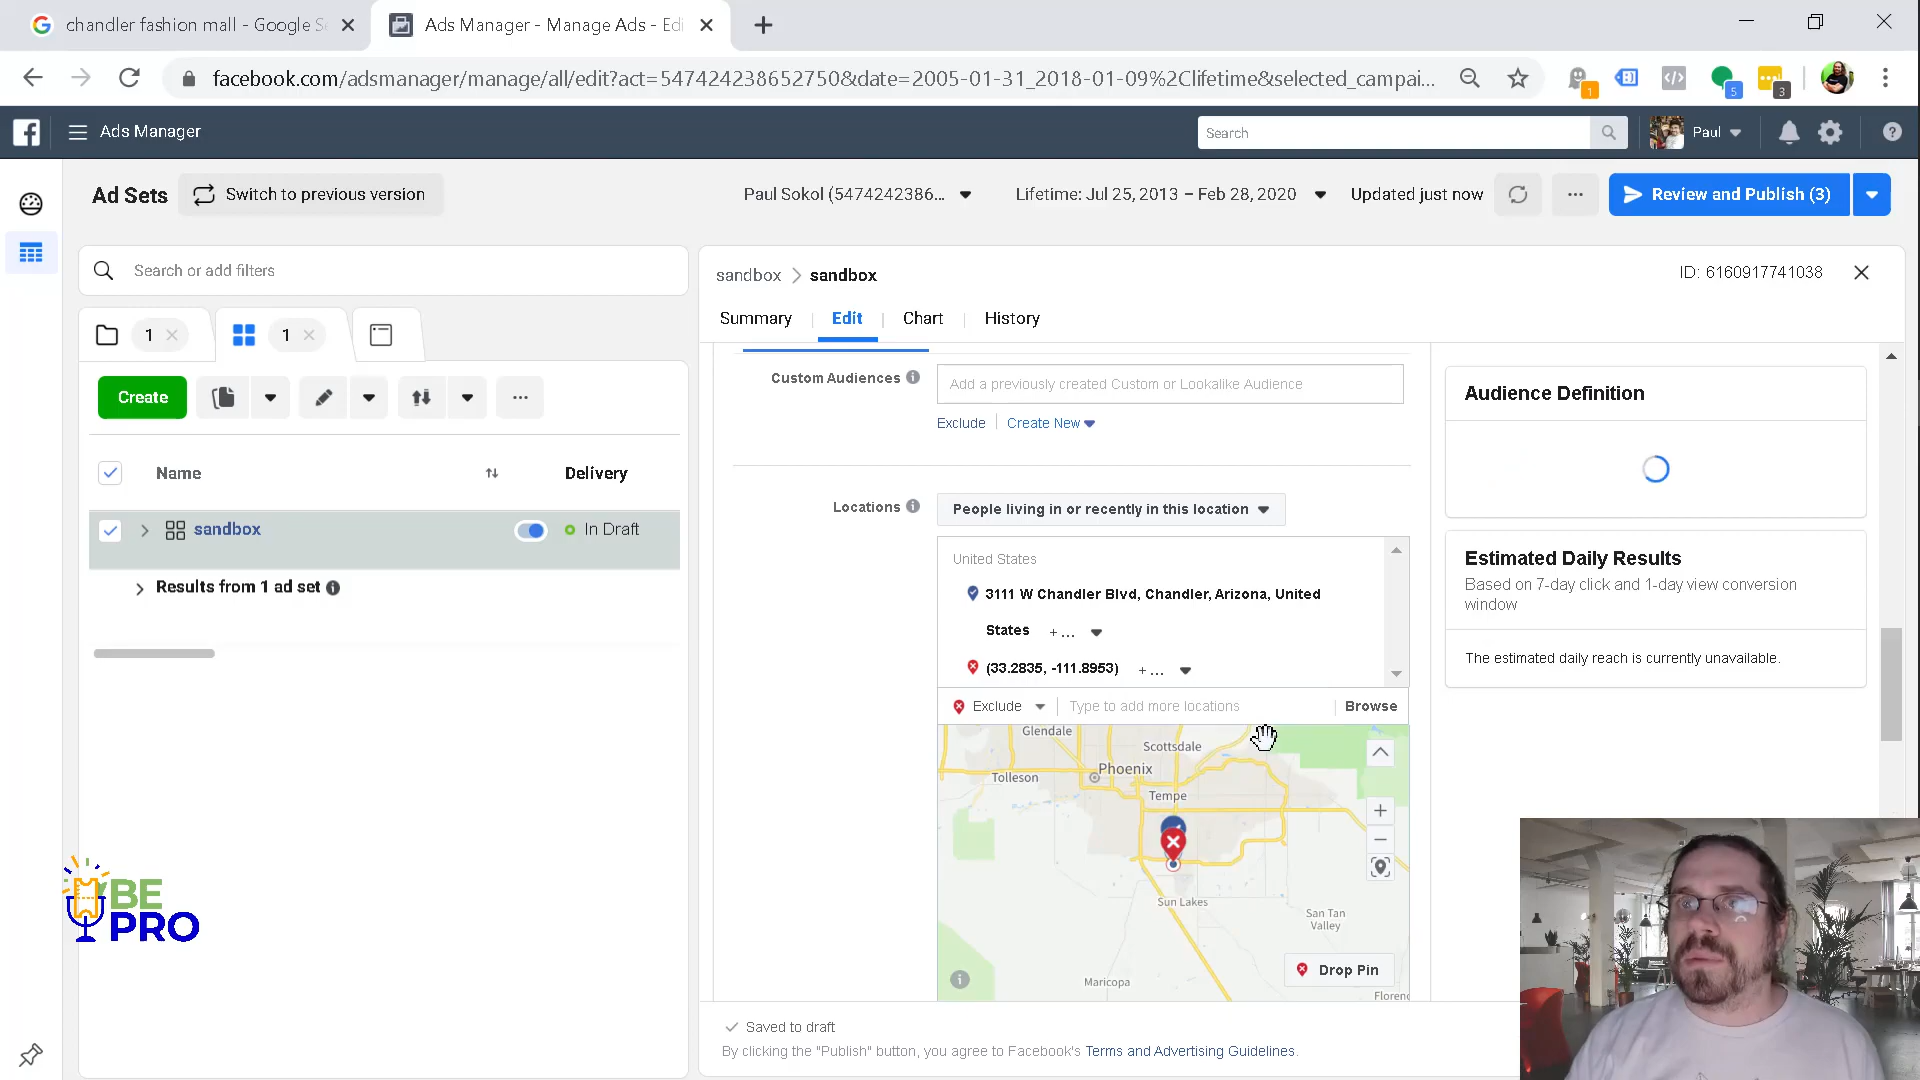 chandler fashion mall - Google Se
Ads Manager - Manage Ads - Edi
facebook.com/adsmanager/manage/all/edit?act=547424238652750&date=2005-01-31_2018-01-09%2Clifetime&selected_campai...
1
5
3
Ads Manager
Search
Paul
Ad Sets
Switch to previous version
Paul Sokol (5474242386...
Lifetime: Jul 25, 2013 – Feb 28, 2020
Updated just now
Review and Publish (3)
Search or add filters
sandbox > sandbox
ID: 6160917741038
1
1
Summary
Edit
Chart
History
Create
Custom Audiences
Add a previously created Custom or Lookalike Audience
Exclude
Create New
Audience Definition
Name
Delivery
sandbox
In Draft
Results from 1 ad set
Locations
People living in or recently in this location
United States
3111 W Chandler Blvd, Chandler, Arizona, United
States +...
(33.2835, -111.8953) +...
Exclude
Type to add more locations
Browse
Estimated Daily Results
Based on 7-day click and 1-day view conversion
window
The estimated daily reach is currently unavailable.
Glendale
Scottsdale
Phoenix
Tolleson
Tempe
Sun Lakes
San Tan
Valley
Maricopa
Florenc
Drop Pin
BE
PRO
Saved to draft
By clicking the "Publish" button, you agree to Facebook's Terms and Advertising Guidelines.